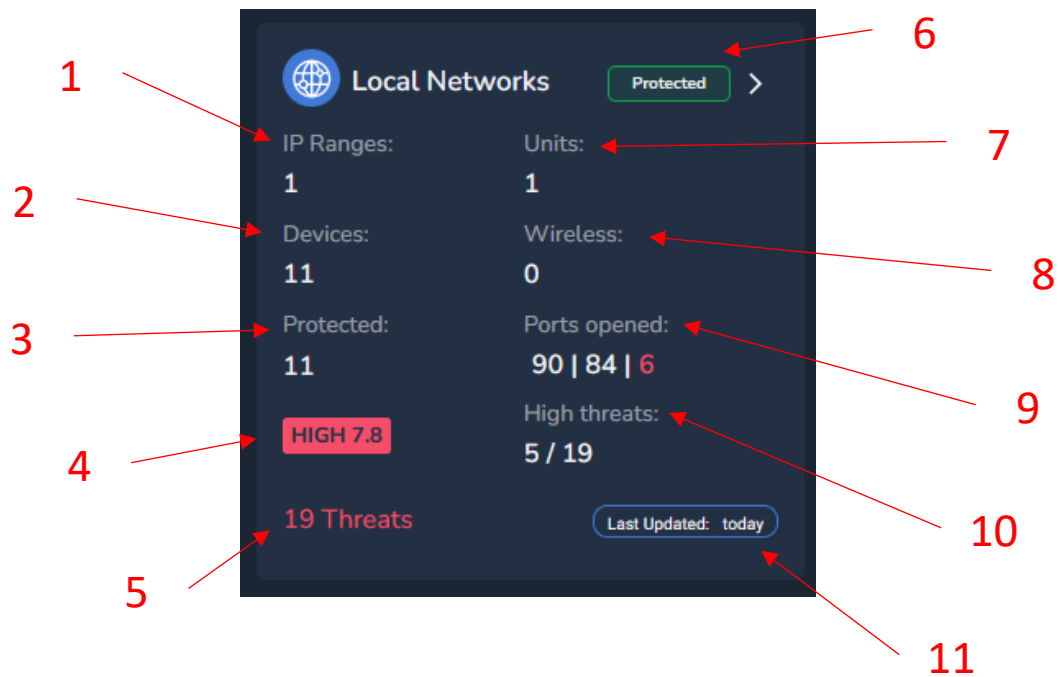 6
1
Local Networks
Protected
IP Ranges:
Units:
7
1
1
2
Devices:
Wireless:
8
11
0
3
Protected:
Ports opened:
11
90 | 84 | 6
9
High threats:
HIGH 7.8
4
5 / 19
19 Threats
Last Updated: today
10
5
11